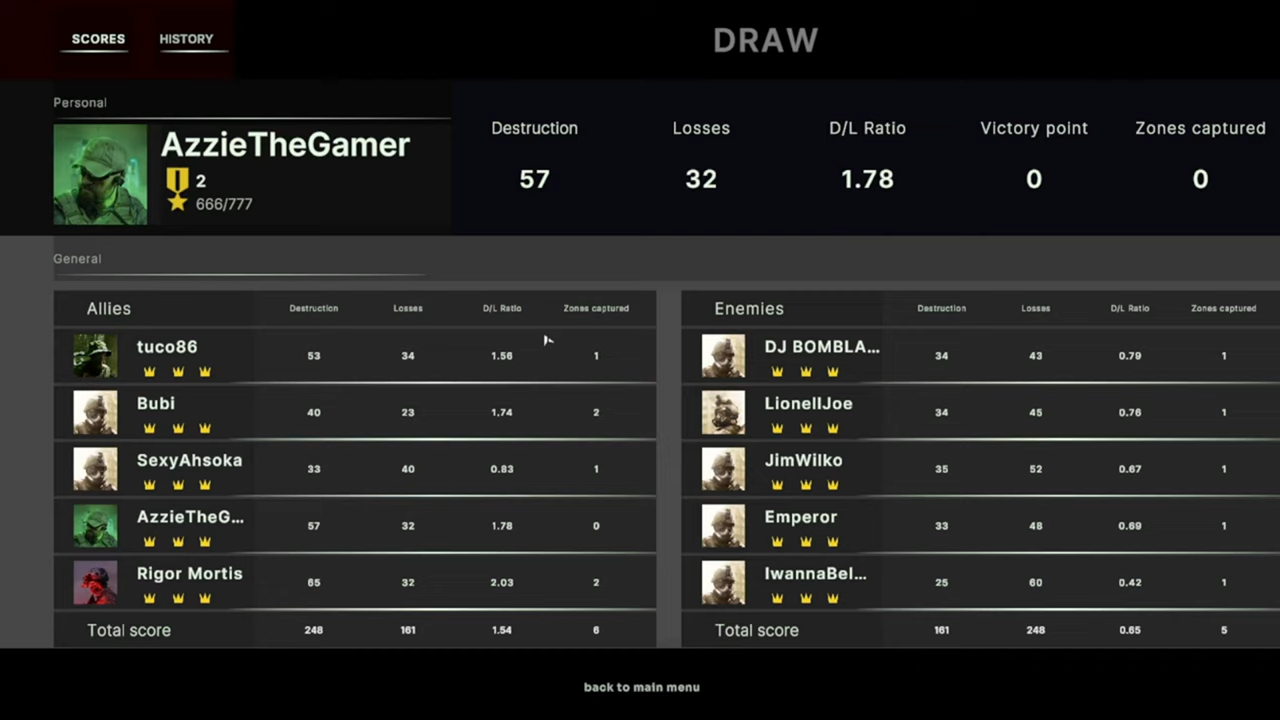 SCORES HISTORY DRAW
Personal
AzzieTheGamer
2
666/777
Destruction Losses D/L Ratio Victory point Zones captured
57 32 1.78 0 0
General
Allies Destruction Losses D/L Ratio Zones captured
tuco86 53 34 1.56 1
Bubi 40 23 1.74 2
SexyAhsoka 33 40 0.83 1
AzzieTheG... 57 32 1.78 0
Rigor Mortis 65 32 2.03 2
Total score 248 161 1.54 6
Enemies Destruction Losses D/L Ratio Zones captured
DJ BOMBLA... 34 43 0.79 1
LionellJoe 34 45 0.76 1
JimWilko 35 52 0.67 1
Emperor 33 48 0.69 1
IwannaBel... 25 60 0.42 1
Total score 161 248 0.65 5
back to main menu